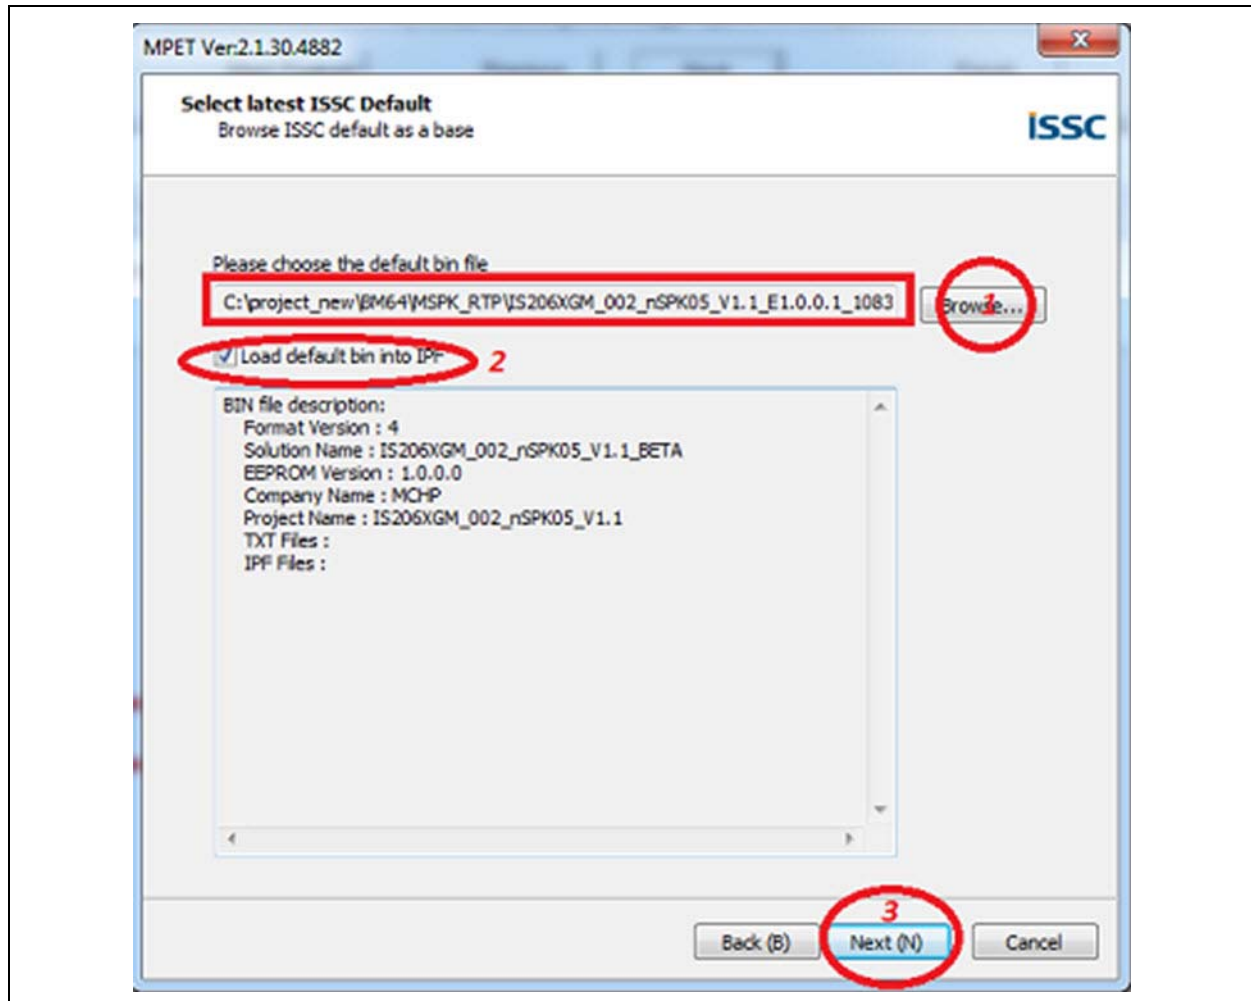 MPET Ver:2.1.30.4882
x
Select latest ISSC Default
Browse ISSC default as a base
ISSC
Please choose the default bin file
C:\project_new\BM64\MSPK_RTP\IS206XGM_002_nSPK05_V1.1_E1.0.0.1_1083
Browse...
1
Load default bin into IPF
2
BIN file description:
Format Version : 4
Solution Name : IS206XGM_002_nSPK05_V1.1_BETA
EEPROM Version : 1.0.0.0
Company Name : MCHP
Project Name : IS206XGM_002_nSPK05_V1.1
TXT Files :
IPF Files :
3
Back (B)
Next (N)
Cancel